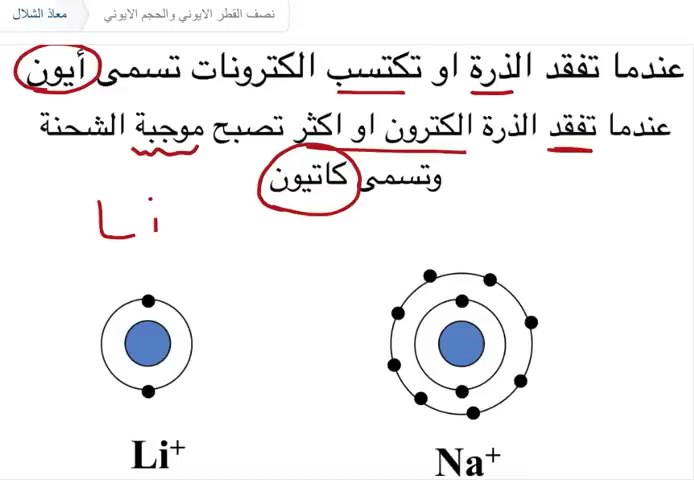 نصف القطر الايوني والحجم الايوني
معاذ الشلال
عندما تفقد الذرة او تكتسب الكترونات تسمى أيون
عندما تفقد الذرة الكترون او اكثر تصبح موجبة الشحنة
وتسمى كاتيون
Li
Li⁺
Na⁺